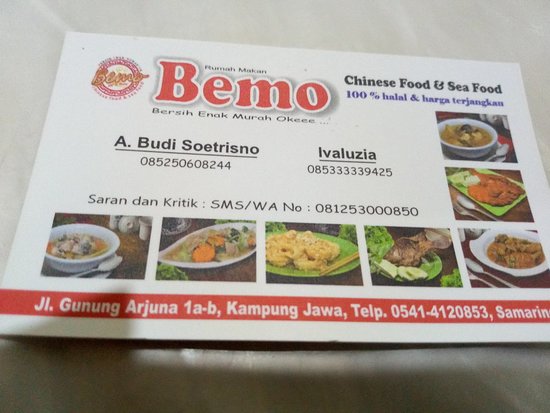 Bemo
Rumah Makan
Bemo
Bersih Enak Murah Okeee ...
Chinese Food & Sea Food
100 % halal & harga terjangkau
A. Budi Soetrisno
085250608244
Ivaluzia
085333339425
Saran dan Kritik : SMS/WA No : 081253000850
Jl. Gunung Arjuna 1a-b, Kampung Jawa, Telp. 0541-4120853, Samarin